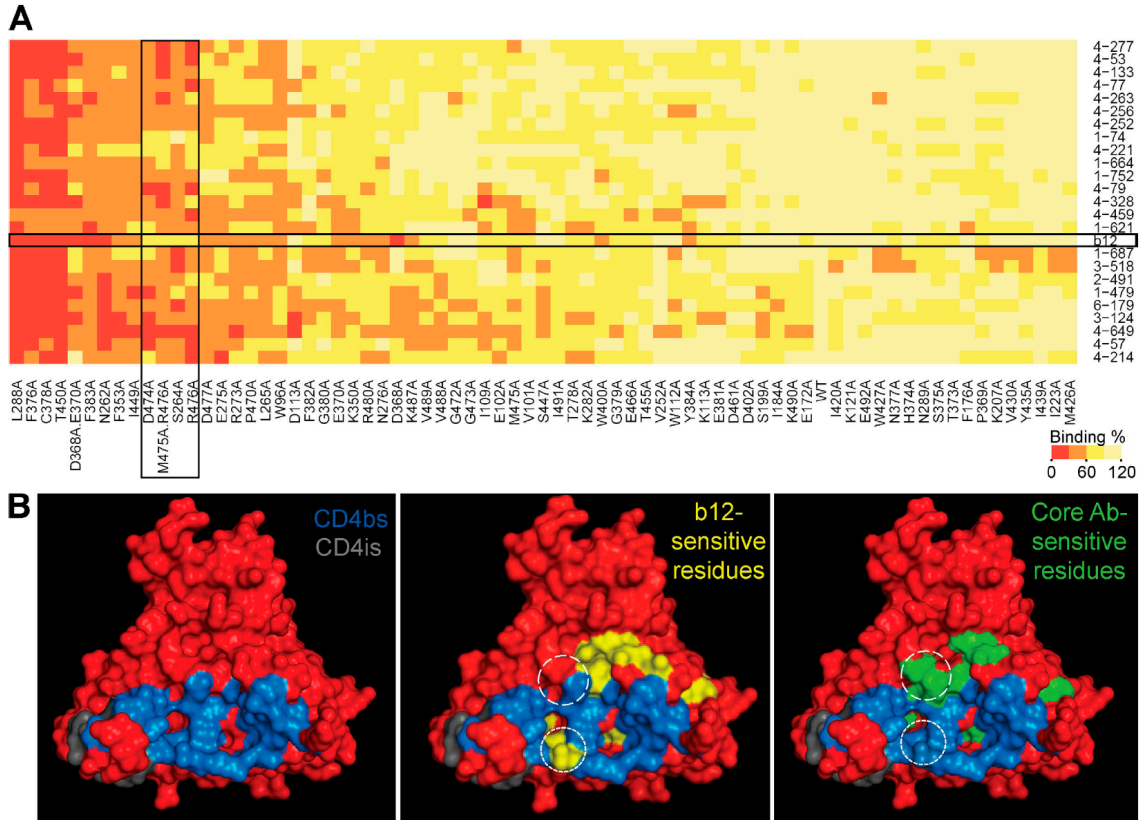 A
4-277
4-53
4-133
4-77
4-263
4-256
4-252
1-74
4-221
1-664
1-752
4-79
4-328
4-459
1-621
b12
1-687
3-518
2-491
1-479
6-179
3-124
4-649
4-57
4-214
L288A
F376A
C378A
T450A
D368A.E370A
F383A
N262A
F353A
I449A
D474A
M475A.R476A
S264A
R476A
D477A
E275A
R273A
P470A
L265A
W96A
D113A
F382A
G380A
E370A
K350A
R480A
N276A
D368A
K487A
V489A
V488A
G472A
G473A
I109A
E102A
M475A
V101A
S447A
I491A
T278A
K282A
W400A
G379A
E466A
T455A
V252A
W112A
Y384A
K113A
E381A
D461A
D402A
S199A
I184A
K490A
E172A
WT
I420A
K121A
E492A
W427A
N377A
H374A
N289A
S375A
T373A
F176A
P369A
K207A
V430A
Y435A
I439A
I223A
M426A
Binding %
0 60 120
B
CD4bs
CD4is
b12-
sensitive
residues
Core Ab-
sensitive
residues